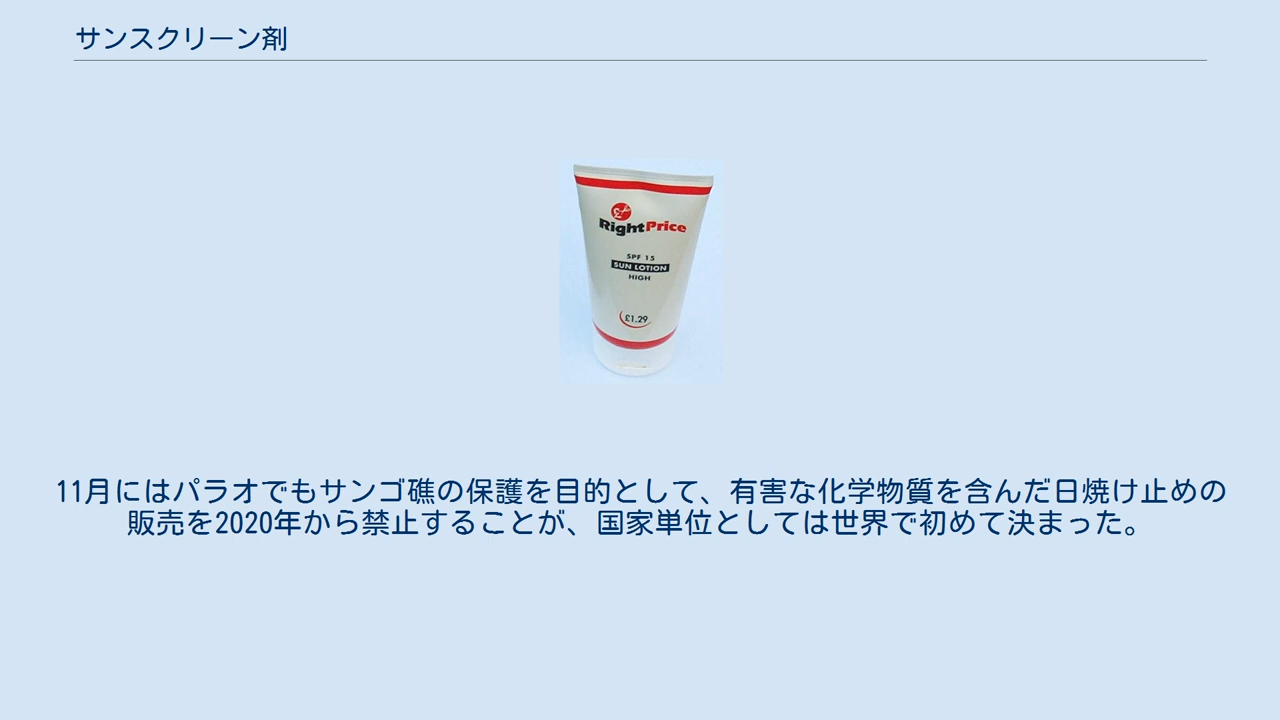 サンスクリーン剤
RightPrice
SPF 15
SUN LOTION
HIGH
£1.29
11月にはパラオでもサンゴ礁の保護を目的として、有害な化学物質を含んだ日焼け止めの
販売を2020年から禁止することが、国家単位としては世界で初めて決まった。